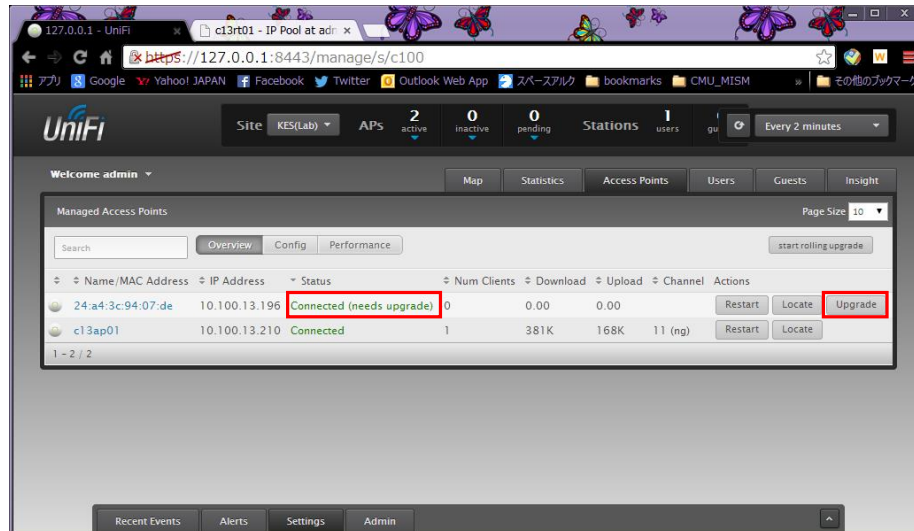 127.0.0.1 - UniFi
c13rt01 - IP Pool at adm
https://127.0.0.1:8443/manage/s/c100
アプリ Google Yahoo! JAPAN Facebook Twitter Outlook Web App スペースアルク bookmarks CMU_MISM » その他のブックマーク
UniFi
Site KES(Lab) APs 2 active 0 inactive 0 pending Stations 1 users gu Every 2 minutes
Welcome admin
Map Statistics Access Points Users Guests Insight
Managed Access Points
Page Size 10
Search Overview Config Performance start rolling upgrade
Name/MAC Address IP Address Status Num Clients Download Upload Channel Actions
24:a4:3c:94:07:de 10.100.13.196 Connected (needs upgrade) 0 0.00 0.00 Restart Locate Upgrade
c13ap01 10.100.13.210 Connected 1 381K 168K 11 (ng) Restart Locate
1 - 2 / 2
Recent Events Alerts Settings Admin